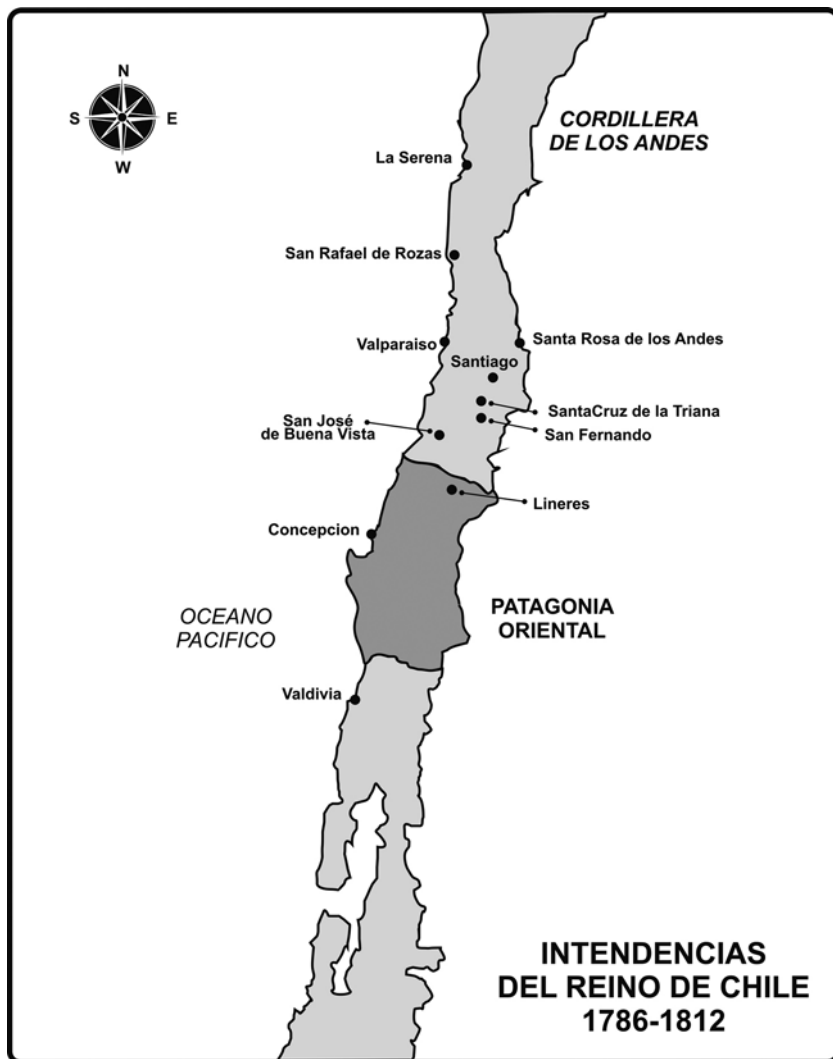 N
S
E
W
CORDILLERA
DE LOS ANDES
La Serena
San Rafael de Rozas
Valparaiso
Santa Rosa de los Andes
Santiago
SantaCruz de la Triana
San José
de Buena Vista
San Fernando
Lineres
Concepcion
OCEANO
PACIFICO
PATAGONIA
ORIENTAL
Valdivia
INTENDENCIAS
DEL REINO DE CHILE
1786-1812